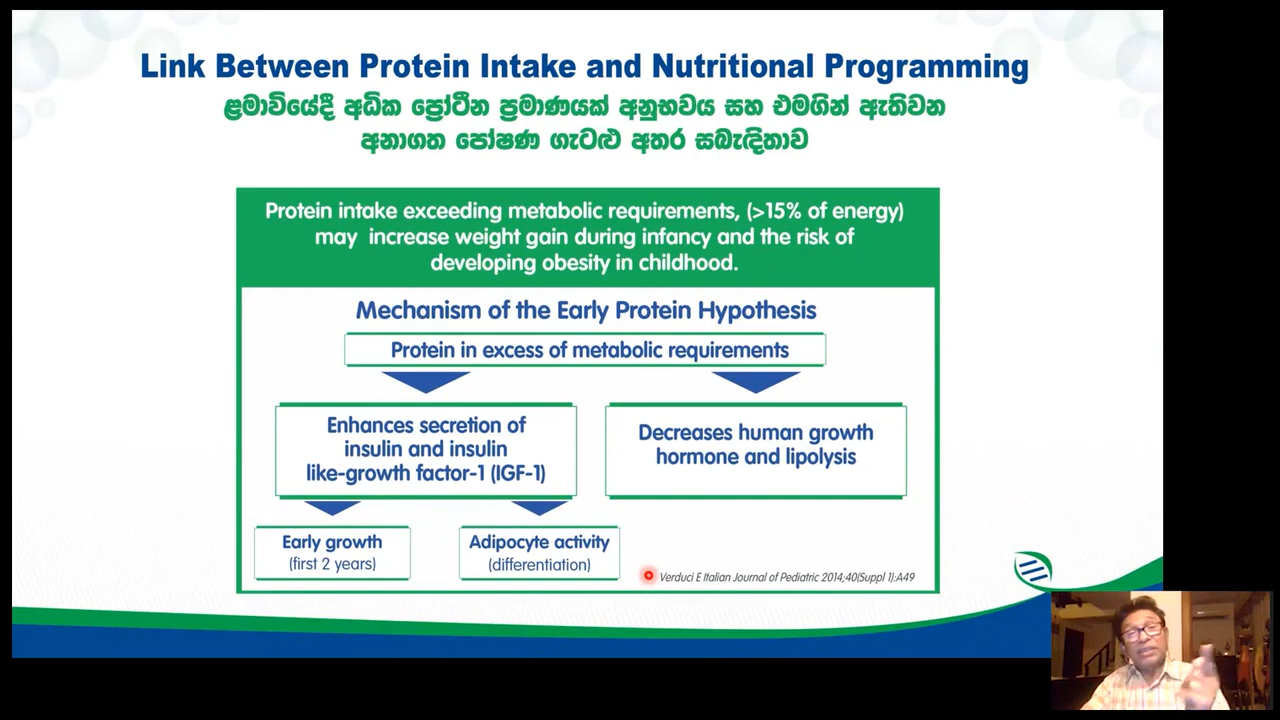 Link Between Protein Intake and Nutritional Programming
ළමාවියේදී අධික ප්‍රෝටීන ප්‍රමාණයක් අනුභවය සහ එමගින් ඇතිවන
අනාගත පෝෂණ ගැටළු අතර සබැඳිතාව
Protein intake exceeding metabolic requirements, (>15% of energy)
may increase weight gain during infancy and the risk of
developing obesity in childhood.
Mechanism of the Early Protein Hypothesis
Protein in excess of metabolic requirements
Enhances secretion of
insulin and insulin
like-growth factor-1 (IGF-1)
Decreases human growth
hormone and lipolysis
Early growth
(first 2 years)
Adipocyte activity
(differentiation)
Verduci E Italian Journal of Pediatric 2014;40(Suppl 1):A49